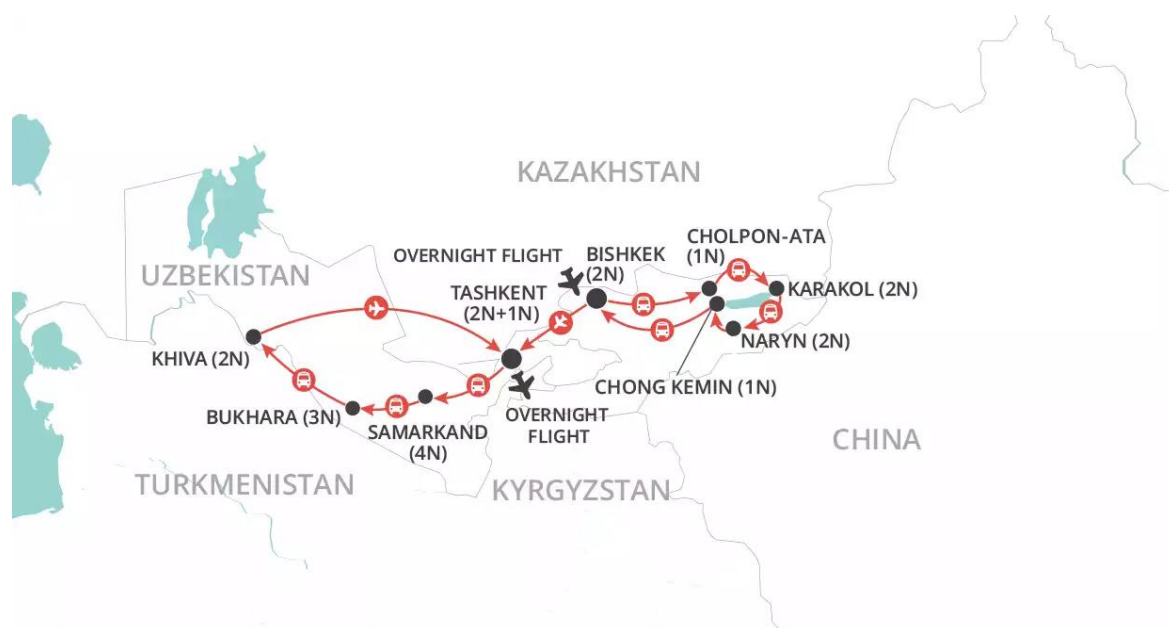 KAZAKHSTAN
CHOLPON-ATA
(1N)
OVERNIGHT FLIGHT
BISHKEK
(2N)
UZBEKISTAN
TASHKENT
(2N+1N)
KARAKOL (2N)
KHIVA (2N)
NARYN (2N)
CHONG KEMIN (1N)
BUKHARA (3N)
SAMARKAND
(4N)
OVERNIGHT
FLIGHT
CHINA
TURKMENISTAN
KYRGYZSTAN